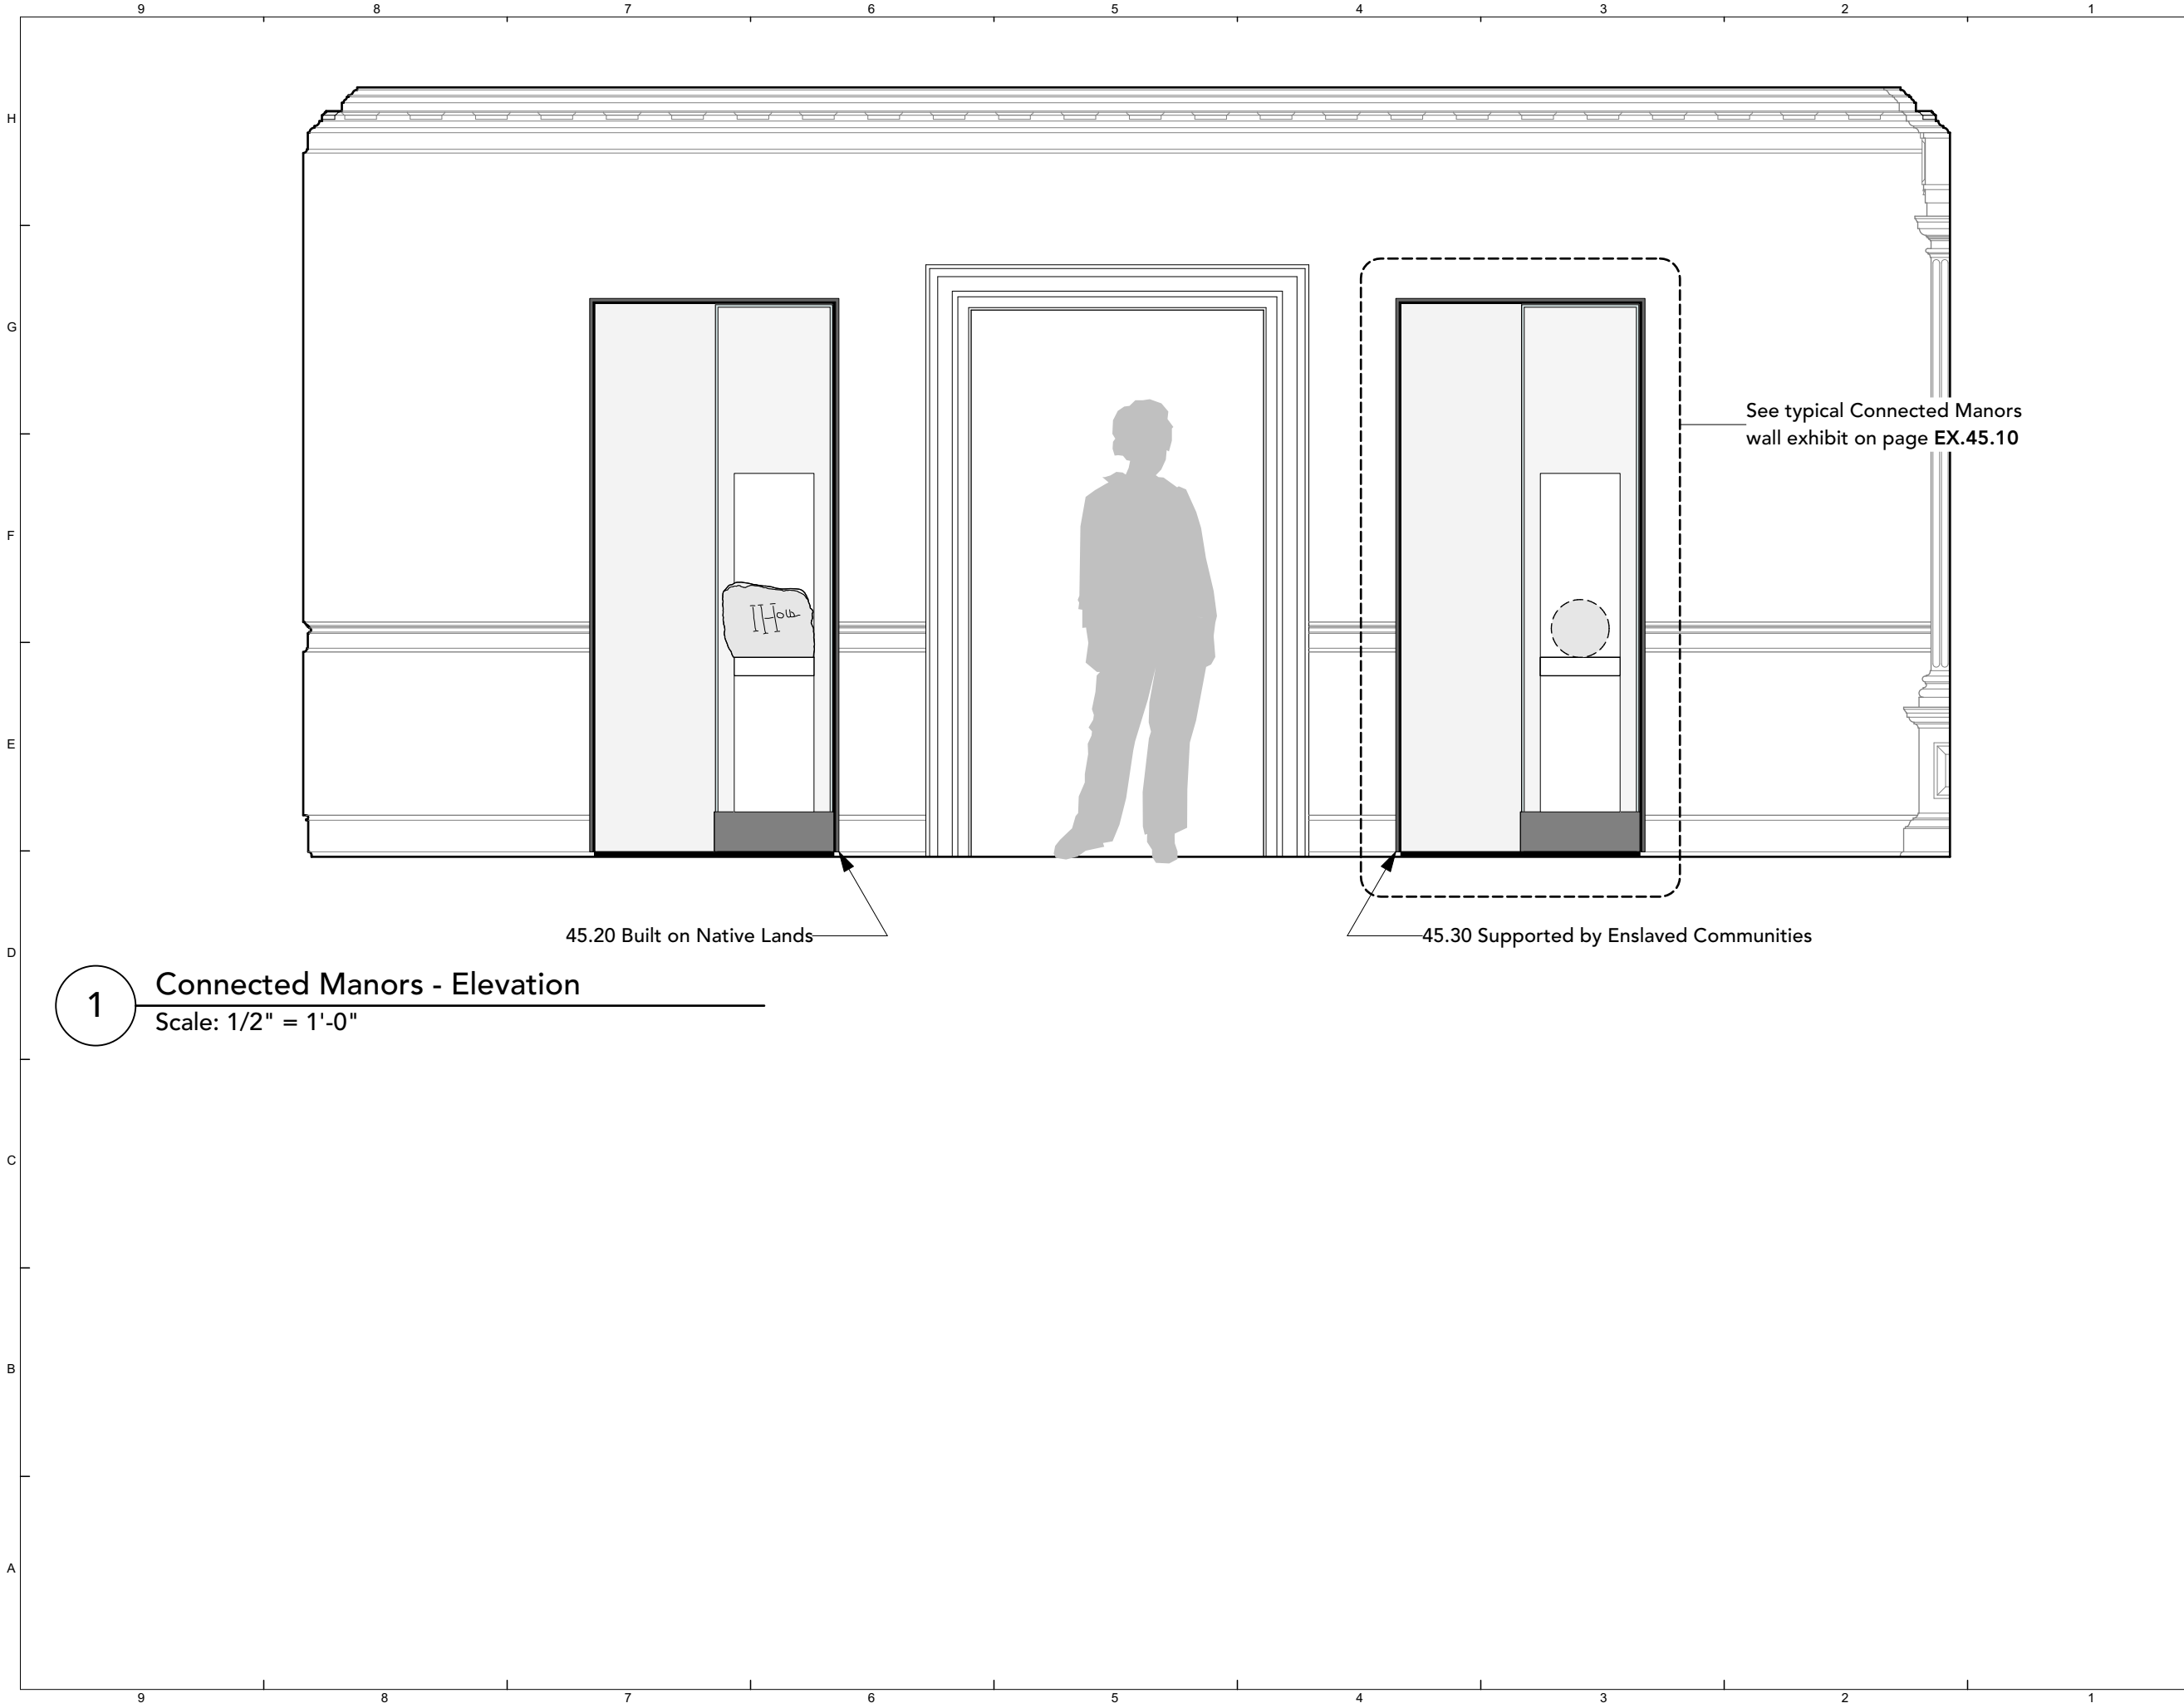 9 8 7 6 5 4 3 2 1
H
G
See typical Connected Manors
wall exhibit on page EX.45.10
F
E
45.20 Built on Native Lands
45.30 Supported by Enslaved Communities
D
1
Connected Manors - Elevation
Scale: 1/2" = 1'-0"
C
B
A
9 8 7 6 5 4 3 2 1